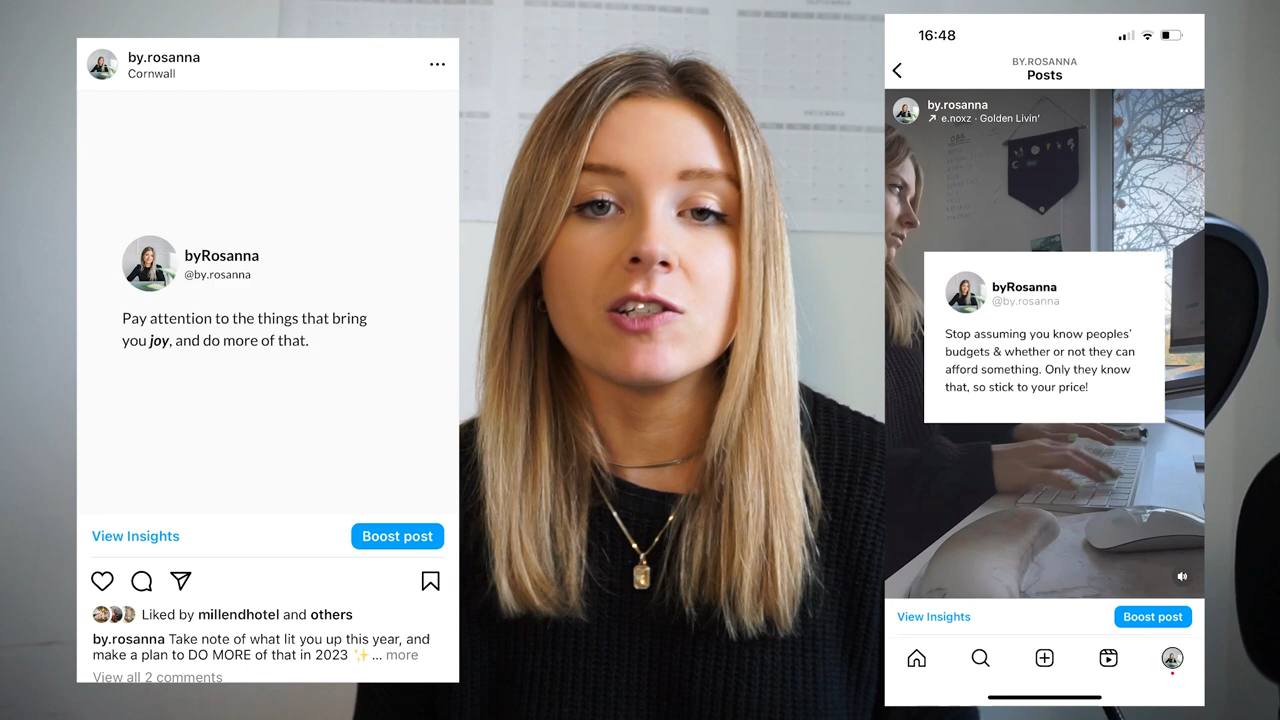 by.rosanna
Cornwall
byRosanna
@by.rosanna
Pay attention to the things that bring
you joy, and do more of that.
View Insights
Boost post
Liked by millendhotel and others
by.rosanna Take note of what lit you up this year, and
make a plan to DO MORE of that in 2023 ✨ ... more
View all 2 comments
16:48
BY.ROSANNA
Posts
by.rosanna
e.noxz · Golden Livin'
byRosanna
@by.rosanna
Stop assuming you know peoples'
budgets & whether or not they can
afford something. Only they know
that, so stick to your price!
View Insights
Boost post